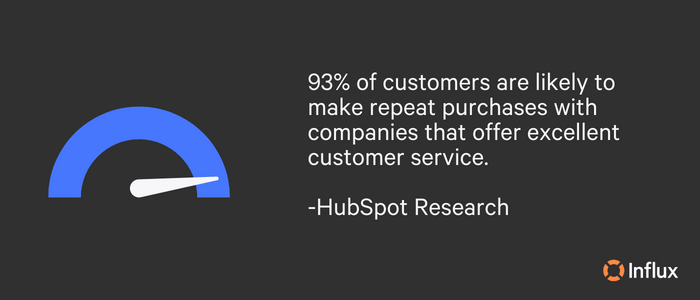 93% of customers are likely to
make repeat purchases with
companies that offer excellent
customer service.
-HubSpot Research
Influx